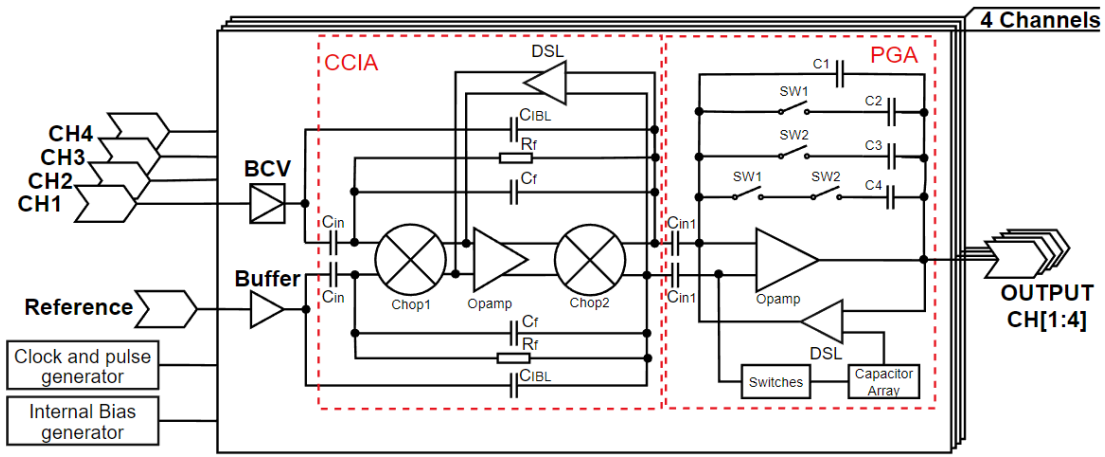 4 Channels
CCIA
DSL
PGA
C1
SW1
C2
CIBL
CH4
CH3
CH2
CH1
BCV
Rf
SW2
C3
Cf
SW1
SW2
C4
Cin
Cin1
Chop1
Opamp
Chop2
Opamp
Cin
Cin1
Buffer
Reference
OUTPUT
CH[1:4]
Cf
Rf
DSL
CIBL
Clock and pulse
generator
Switches
Capacitor
Array
Internal Bias
generator